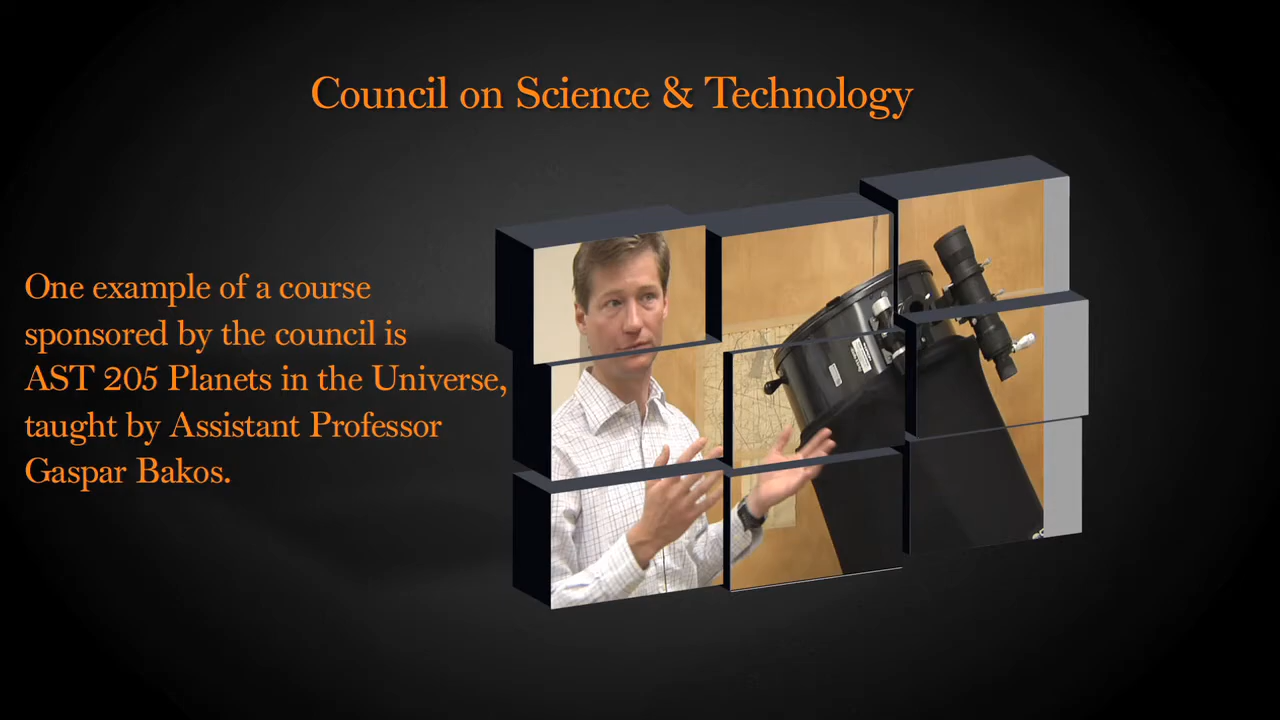 Council on Science & Technology
One example of a course
sponsored by the council is
AST 205 Planets in the Universe,
taught by Assistant Professor
Gaspar Bakos.